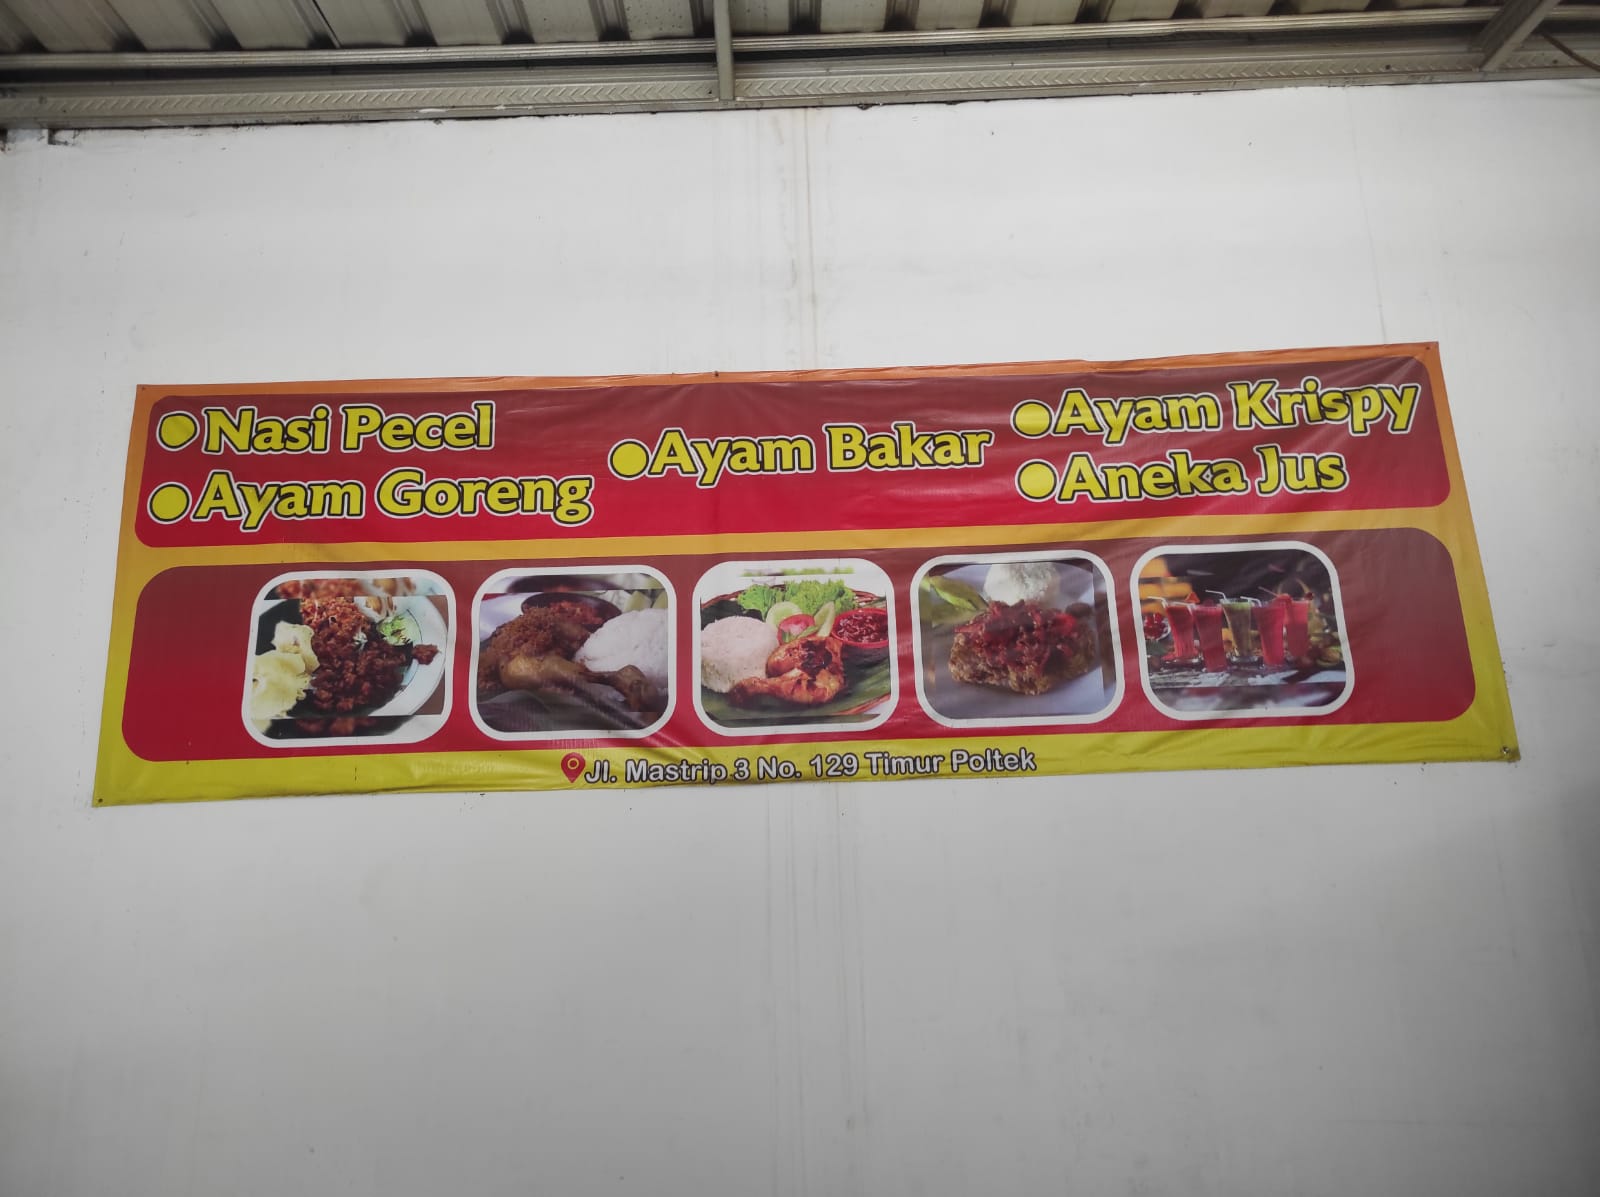 Nasi Pecel
Ayam Goreng
Ayam Bakar
Ayam Krispy
Aneka Jus
Jl. Mastrip 3 No. 129 Timur Poltek